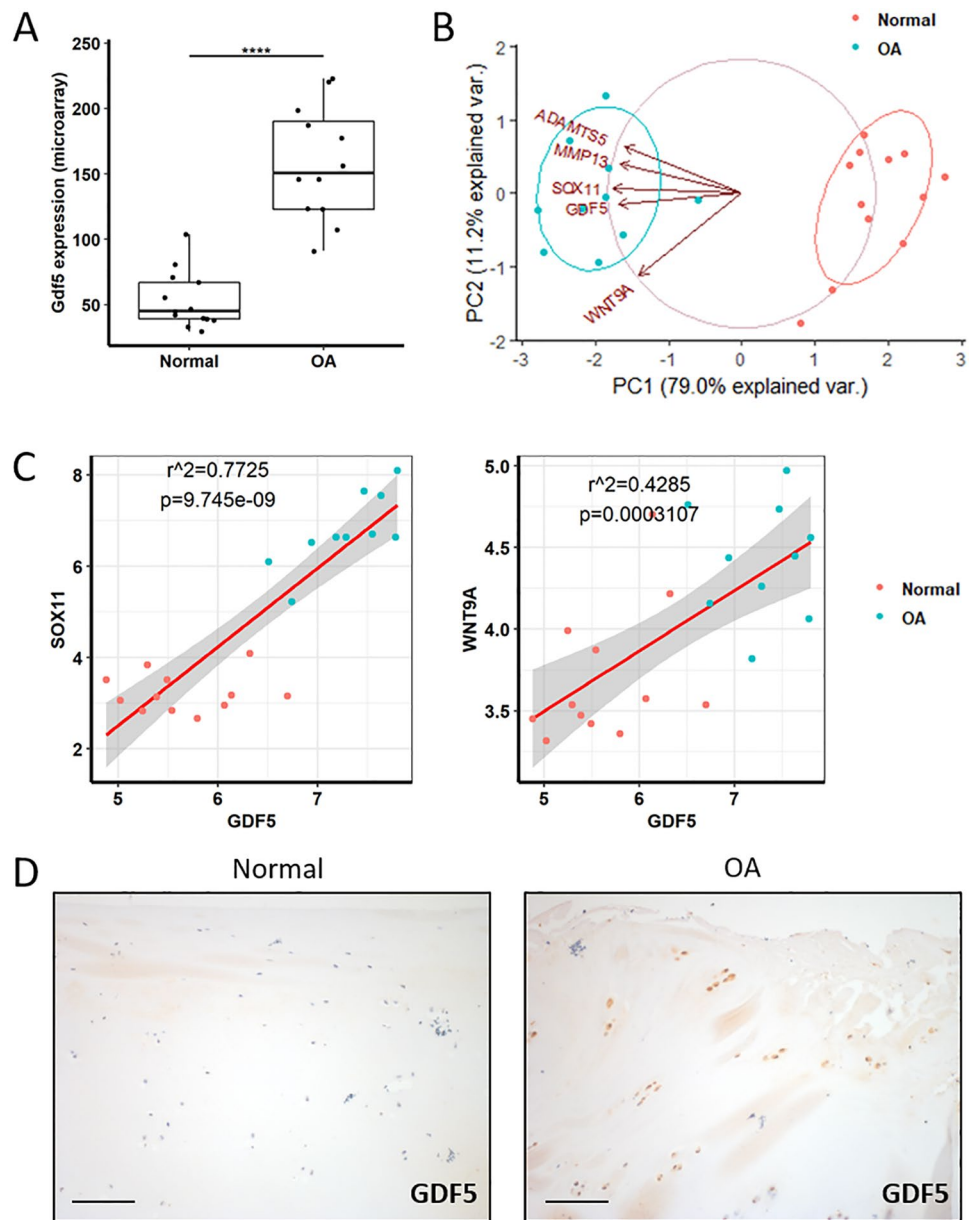 A
****
Gdf5 expression (microarray)
250
200
150
100
50
Normal
OA
B
Normal
OA
PC2 (11.2% explained var.)
2
1
0
-1
-2
ADAMTS5
MMP13
SOX11
GDF5
WNT9A
-3
-2
-1
0
1
2
3
PC1 (79.0% explained var.)
C
r^2=0.7725
p=9.745e-09
SOX11
8
6
4
2
5
6
7
GDF5
r^2=0.4285
p=0.0003107
WNT9A
5.0
4.5
4.0
3.5
5
6
7
GDF5
Normal
OA
D
Normal
OA
GDF5
GDF5